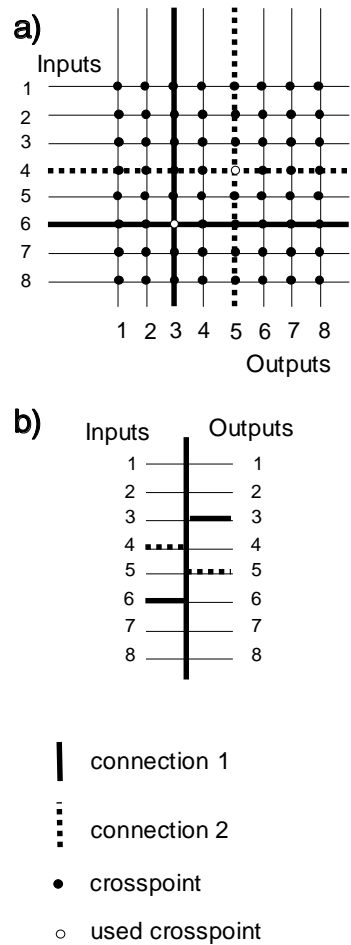 a)
Inputs
1
2
3
4
5
6
7
8
1 2 3 4 5 6 7 8
Outputs
b)
Inputs Outputs
1 1
2 2
3 3
4 4
5 5
6 6
7 7
8 8
connection 1
connection 2
crosspoint
used crosspoint